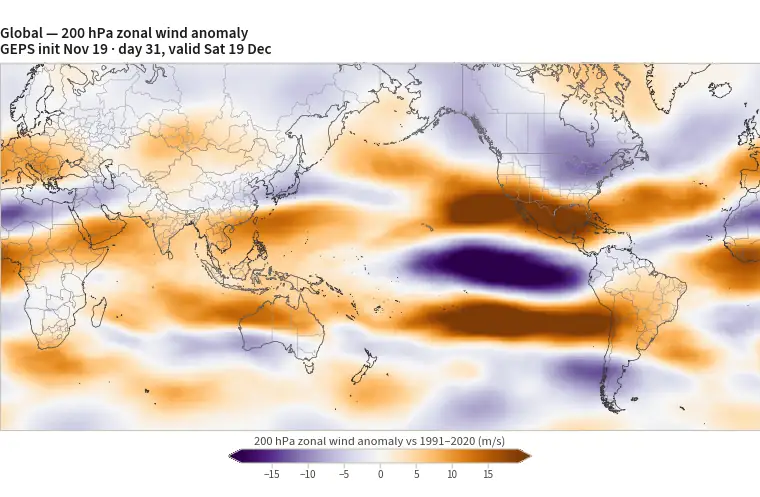 Global — 200 hPa zonal wind anomaly
GEPS init Nov 19 · day 31, valid Sat 19 Dec
200 hPa zonal wind anomaly vs 1991–2020 (m/s)
−15 −10 −5 0 5 10 15